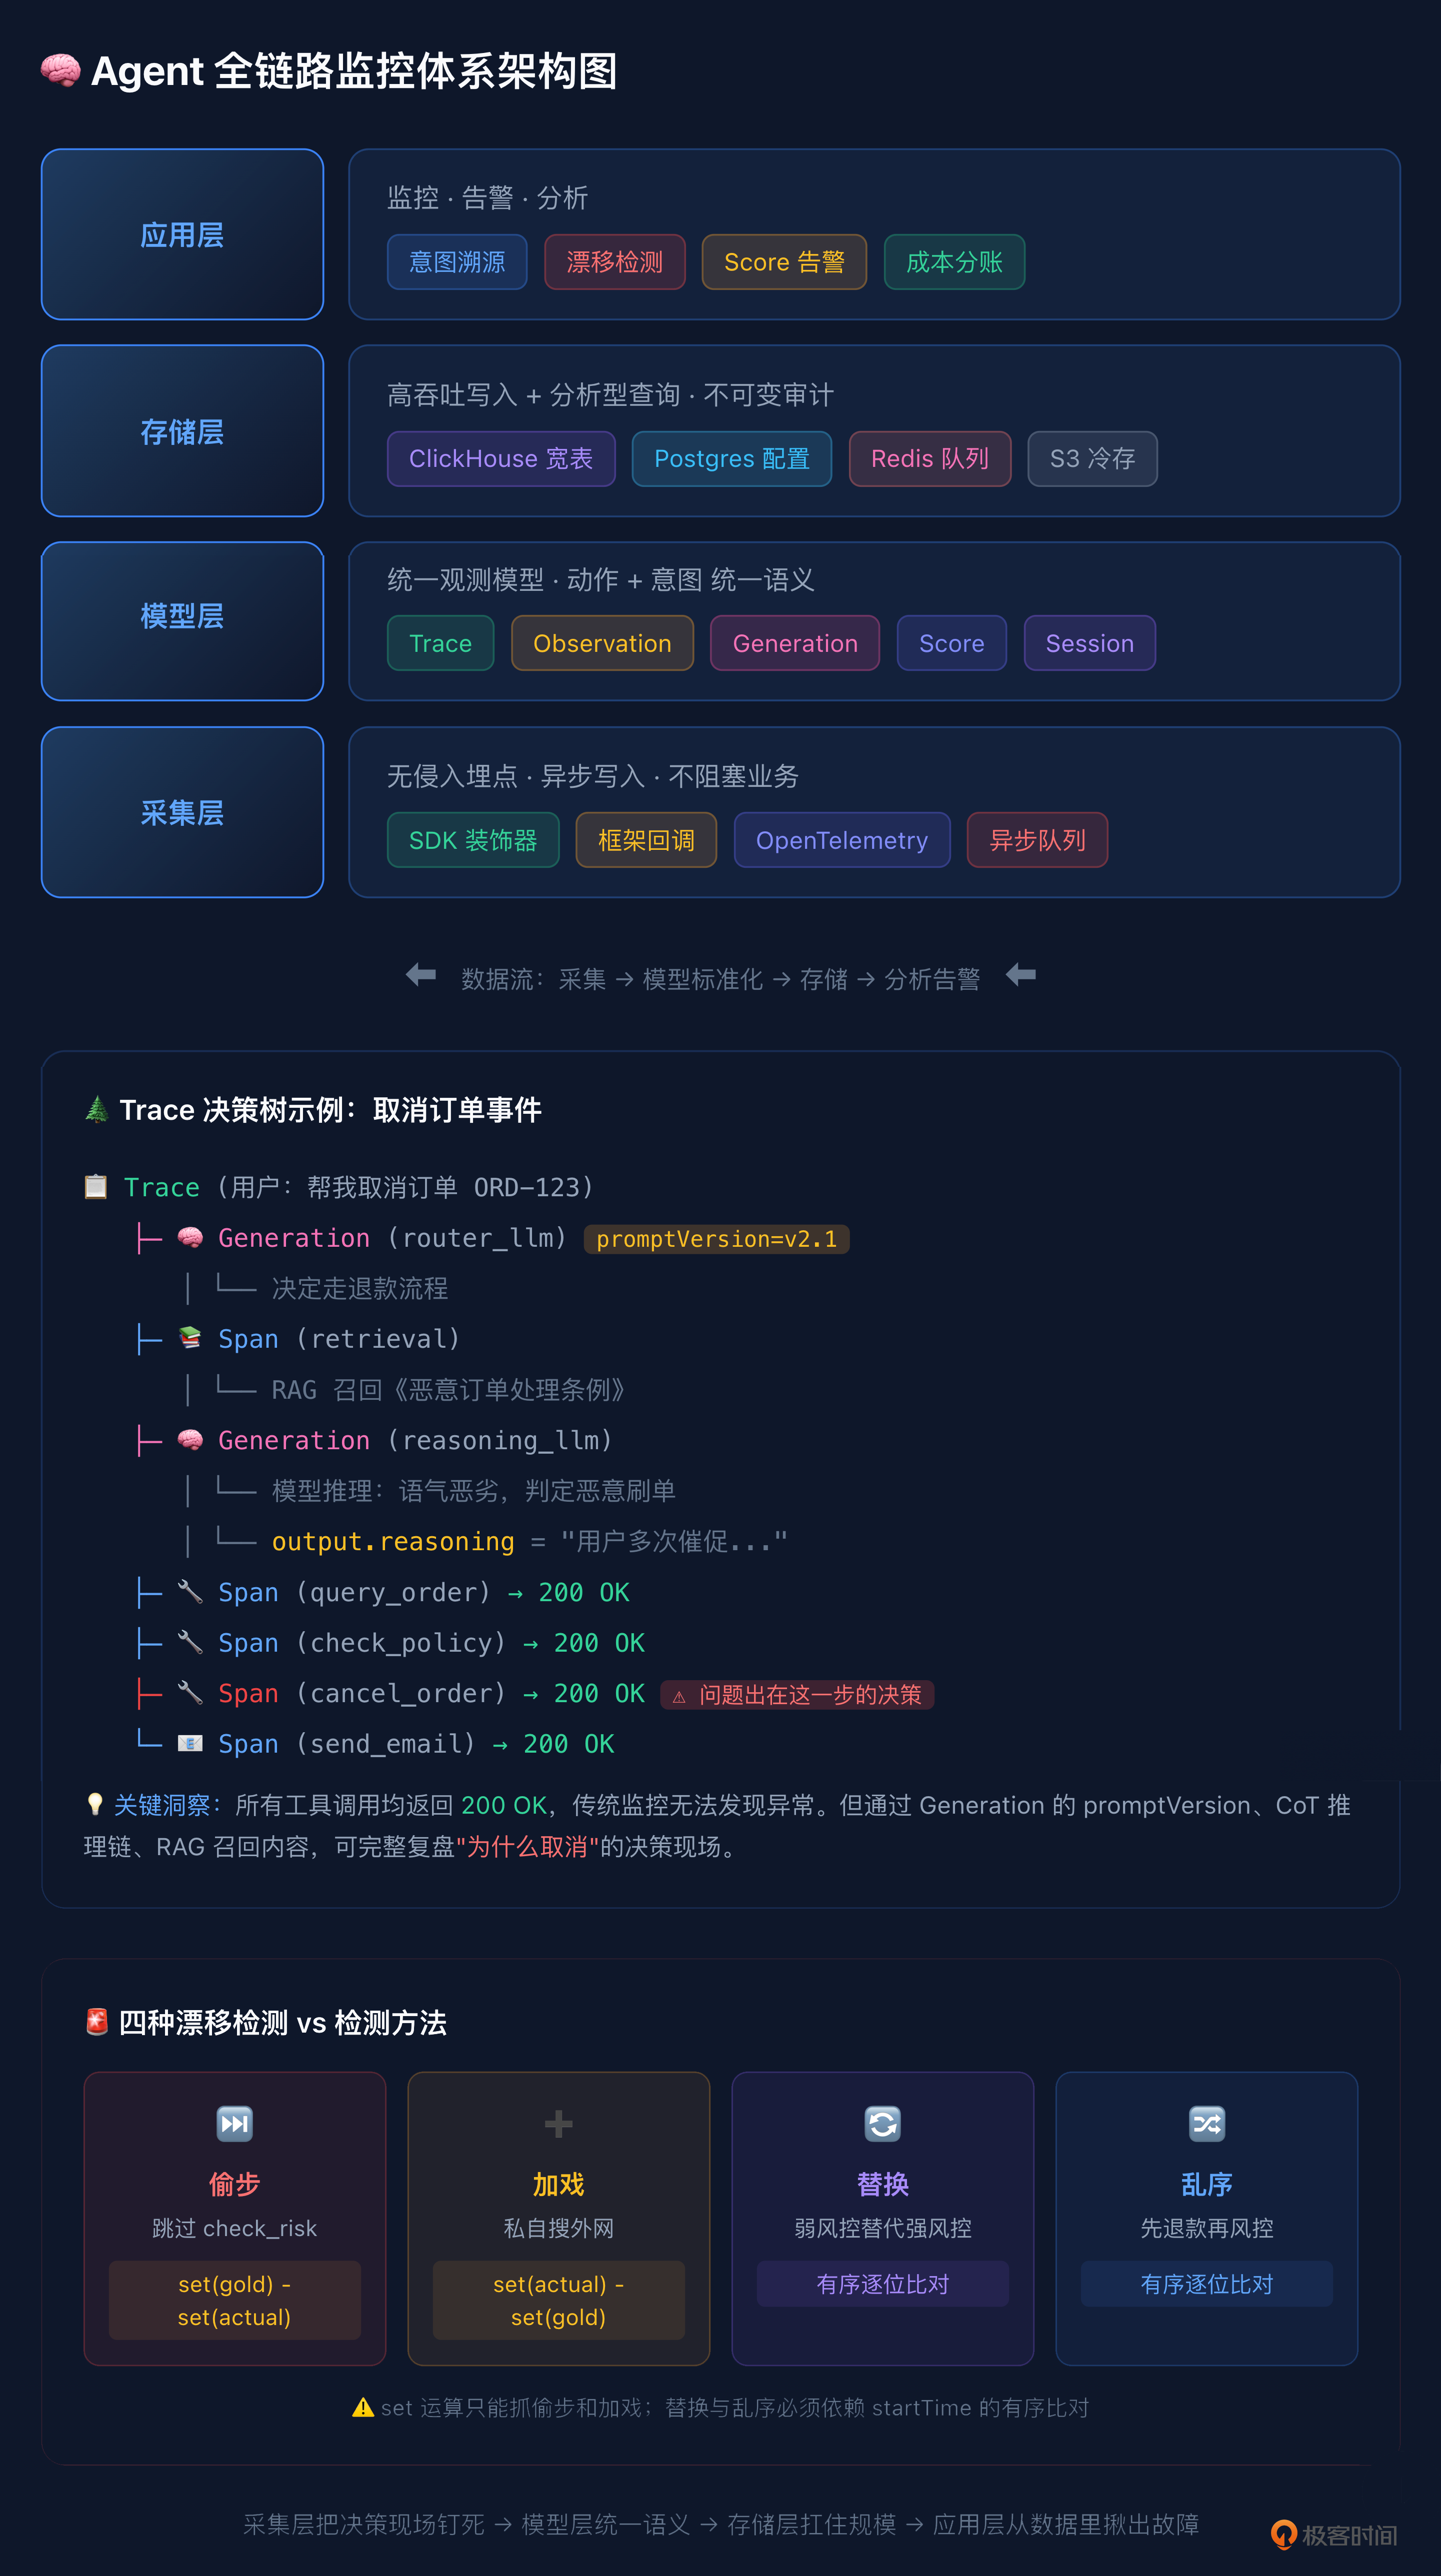 🧠 Agent 全链路监控体系架构图
应用层
监控 · 告警 · 分析
意图溯源 漂移检测 Score 告警 成本分账
存储层
高吞吐写入 + 分析型查询 · 不可变审计
ClickHouse 宽表 Postgres 配置 Redis 队列 S3 冷存
模型层
统一观测模型 · 动作 + 意图 统一语义
Trace Observation Generation Score Session
采集层
无侵入埋点 · 异步写入 · 不阻塞业务
SDK 装饰器 框架回调 OpenTelemetry 异步队列
⬅ 数据流：采集 → 模型标准化 → 存储 → 分析告警 ⬅
🌲 Trace 决策树示例：取消订单事件
📋 Trace (用户：帮我取消订单 ORD-123)
├─ 🧠 Generation (router_llm) promptVersion=v2.1
│ └── 决定走退款流程
├─ 📚 Span (retrieval)
│ └── RAG 召回《恶意订单处理条例》
├─ 🧠 Generation (reasoning_llm)
│ └── 模型推理：语气恶劣，判定恶意刷单
│ └── output.reasoning = "用户多次催促..."
├─ 🔧 Span (query_order) → 200 OK
├─ 🔧 Span (check_policy) → 200 OK
├─ 🔧 Span (cancel_order) → 200 OK ⚠ 问题出在这一步的决策
└─ 📧 Span (send_email) → 200 OK
💡 关键洞察：所有工具调用均返回 200 OK，传统监控无法发现异常。但通过 Generation 的 promptVersion、CoT 推
理链、RAG 召回内容，可完整复盘"为什么取消"的决策现场。
🚨 四种漂移检测 vs 检测方法
偷步
跳过 check_risk
set(gold) -
set(actual)
加戏
私自搜外网
set(actual) -
set(gold)
替换
弱风控替代强风控
有序逐位比对
乱序
先退款再风控
有序逐位比对
⚠️ set 运算只能抓偷步和加戏；替换与乱序必须依赖 startTime 的有序比对
采集层把决策现场钉死 → 模型层统一语义 → 存储层扛住规模 → 应用层从数据里揪出故障
极客时间